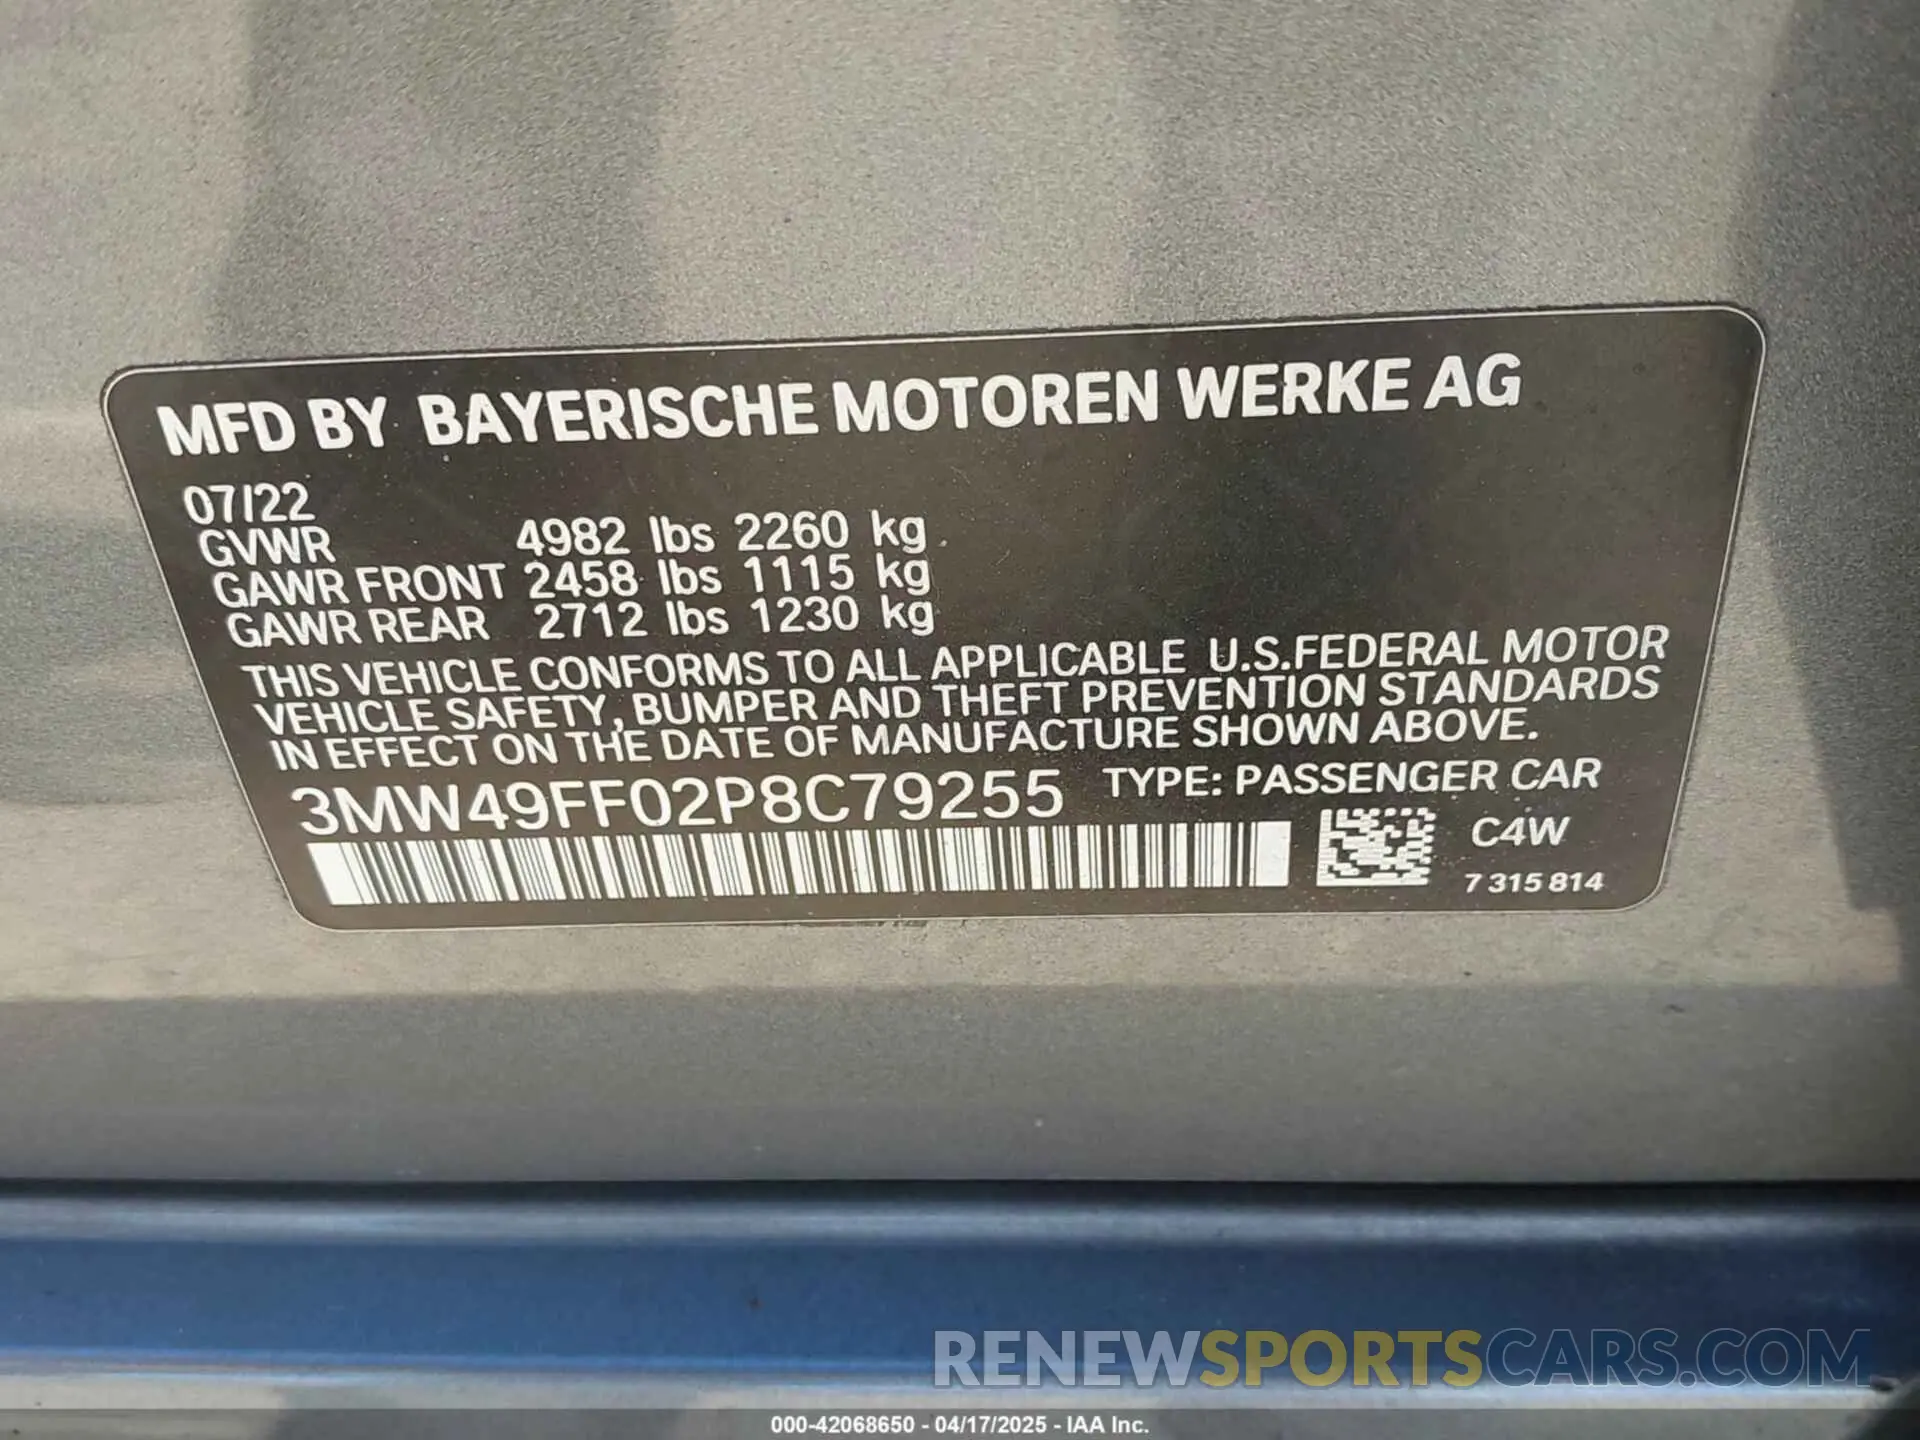 MFD BY BAYERISCHE MOTOREN WERKE AG
07/22
GVWR 4982 lbs 2260 kg
GAWR FRONT 2458 lbs 1115 kg
GAWR REAR 2712 lbs 1230 kg
THIS VEHICLE CONFORMS TO ALL APPLICABLE U.S.FEDERAL MOTOR
VEHICLE SAFETY, BUMPER AND THEFT PREVENTION STANDARDS
IN EFFECT ON THE DATE OF MANUFACTURE SHOWN ABOVE.
3MW49FF02P8C79255 TYPE: PASSENGER CAR
C4W
7 315 814
RENEWSPORTSCARS.COM
000-42068650 - 04/17/2025 - IAA Inc.